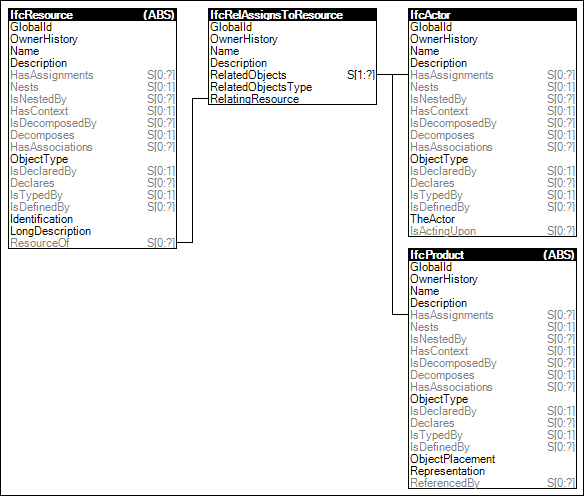 IfcResource (ABS)
GlobalId
OwnerHistory
Name
Description
HasAssignments S[0:?]
Nests S[0:1]
IsNestedBy S[0:?]
HasContext S[0:1]
IsDecomposedBy S[0:?]
Decomposes S[0:1]
HasAssociations S[0:?]
ObjectType
IsDeclaredBy S[0:1]
Declares S[0:?]
IsTypedBy S[0:1]
IsDefinedBy S[0:?]
Identification
LongDescription
ResourceOf S[0:?]
IfcRelAssignsToResource
GlobalId
OwnerHistory
Name
Description
RelatedObjects S[1:?]
RelatedObjectsType
RelatingResource
IfcActor
GlobalId
OwnerHistory
Name
Description
HasAssignments S[0:?]
Nests S[0:1]
IsNestedBy S[0:?]
HasContext S[0:1]
IsDecomposedBy S[0:?]
Decomposes S[0:1]
HasAssociations S[0:?]
ObjectType
IsDeclaredBy S[0:1]
Declares S[0:?]
IsTypedBy S[0:1]
IsDefinedBy S[0:?]
TheActor
IsActingUpon S[0:?]
IfcProduct (ABS)
GlobalId
OwnerHistory
Name
Description
HasAssignments S[0:?]
Nests S[0:1]
IsNestedBy S[0:?]
HasContext S[0:1]
IsDecomposedBy S[0:?]
Decomposes S[0:1]
HasAssociations S[0:?]
ObjectType
IsDeclaredBy S[0:1]
Declares S[0:?]
IsTypedBy S[0:1]
IsDefinedBy S[0:?]
ObjectPlacement
Representation
ReferencedBy S[0:?]